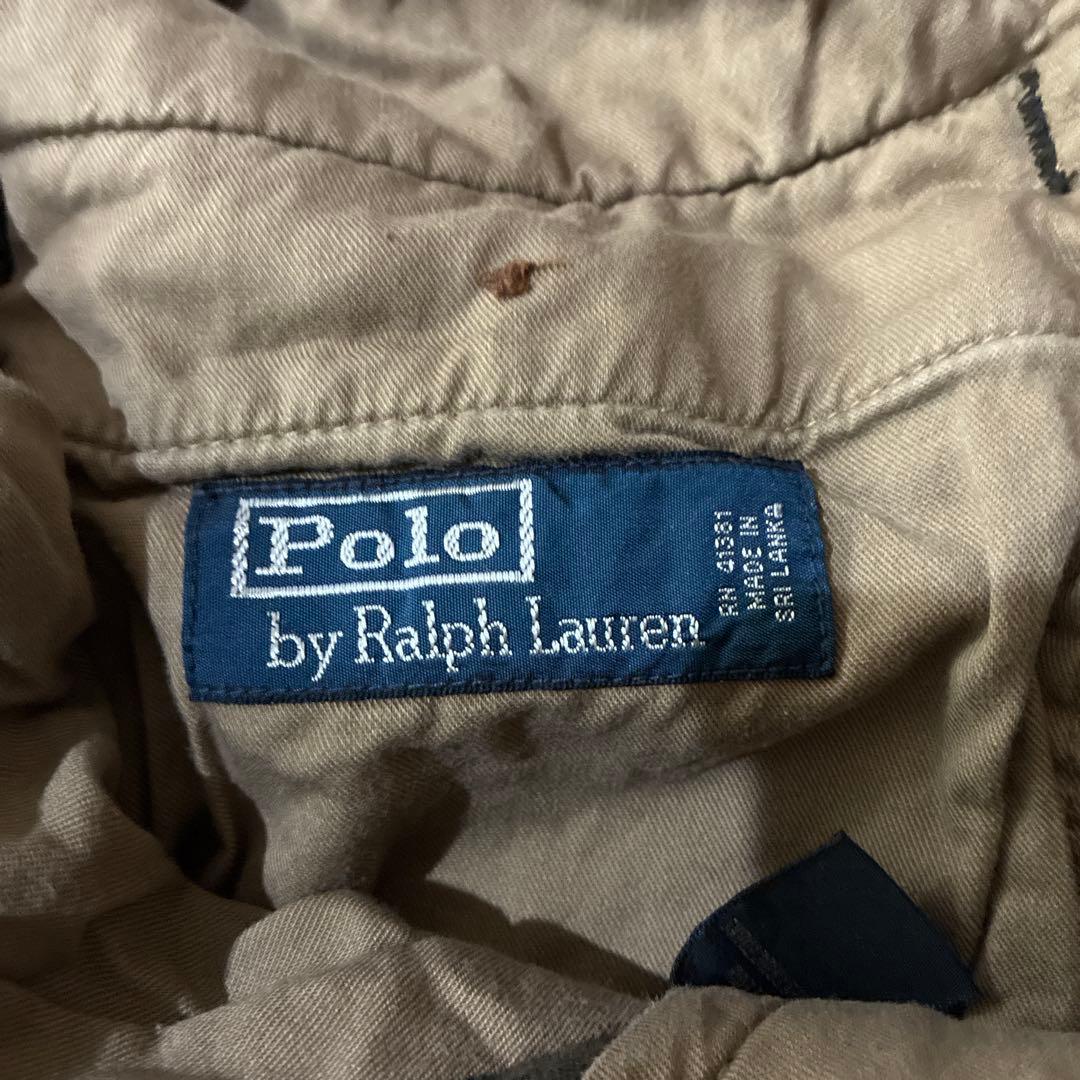 Polo
by Ralph Lauren
RN 41381
MADE IN
SRI LANKA